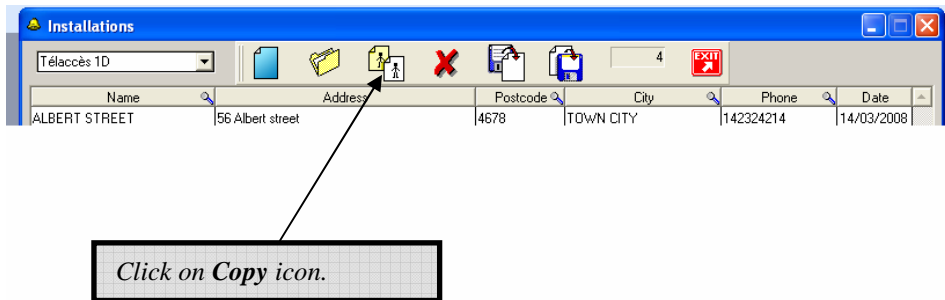 Installations
Télaccès 1D 4 EXIT
Name Address Postcode City Phone Date
ALBERT STREET 56 Albert street 4678 TOWN CITY 142324214 14/03/2008
Click on Copy icon.